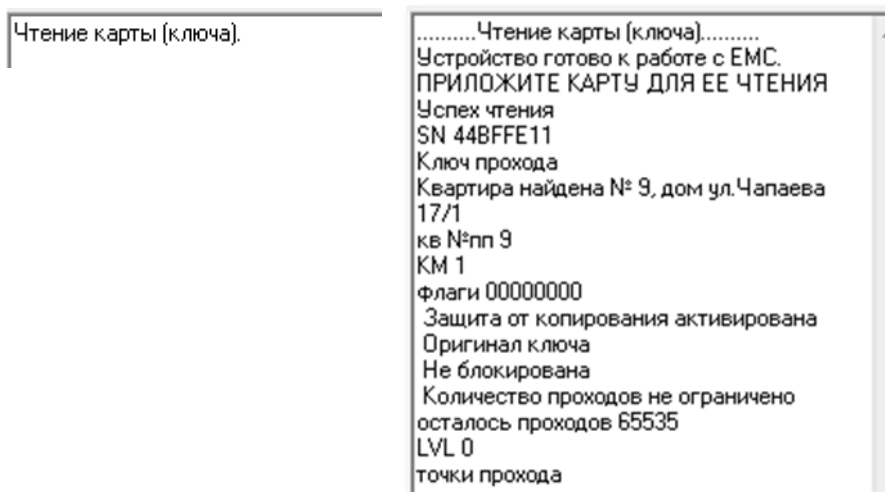 Чтение карты (ключа).
..........Чтение карты (ключа)..........
Устройство готово к работе с EMC.
ПРИЛОЖИТЕ КАРТУ ДЛЯ ЕЕ ЧТЕНИЯ
Успех чтения
SN 44BFFE11
Ключ прохода
Квартира найдена № 9, дом ул.Чапаева
17/1
кв №пп 9
КМ 1
флаги 00000000
Защита от копирования активирована
Оригинал ключа
Не блокирована
Количество проходов не ограничено
осталось проходов 65535
LVL 0
точки прохода